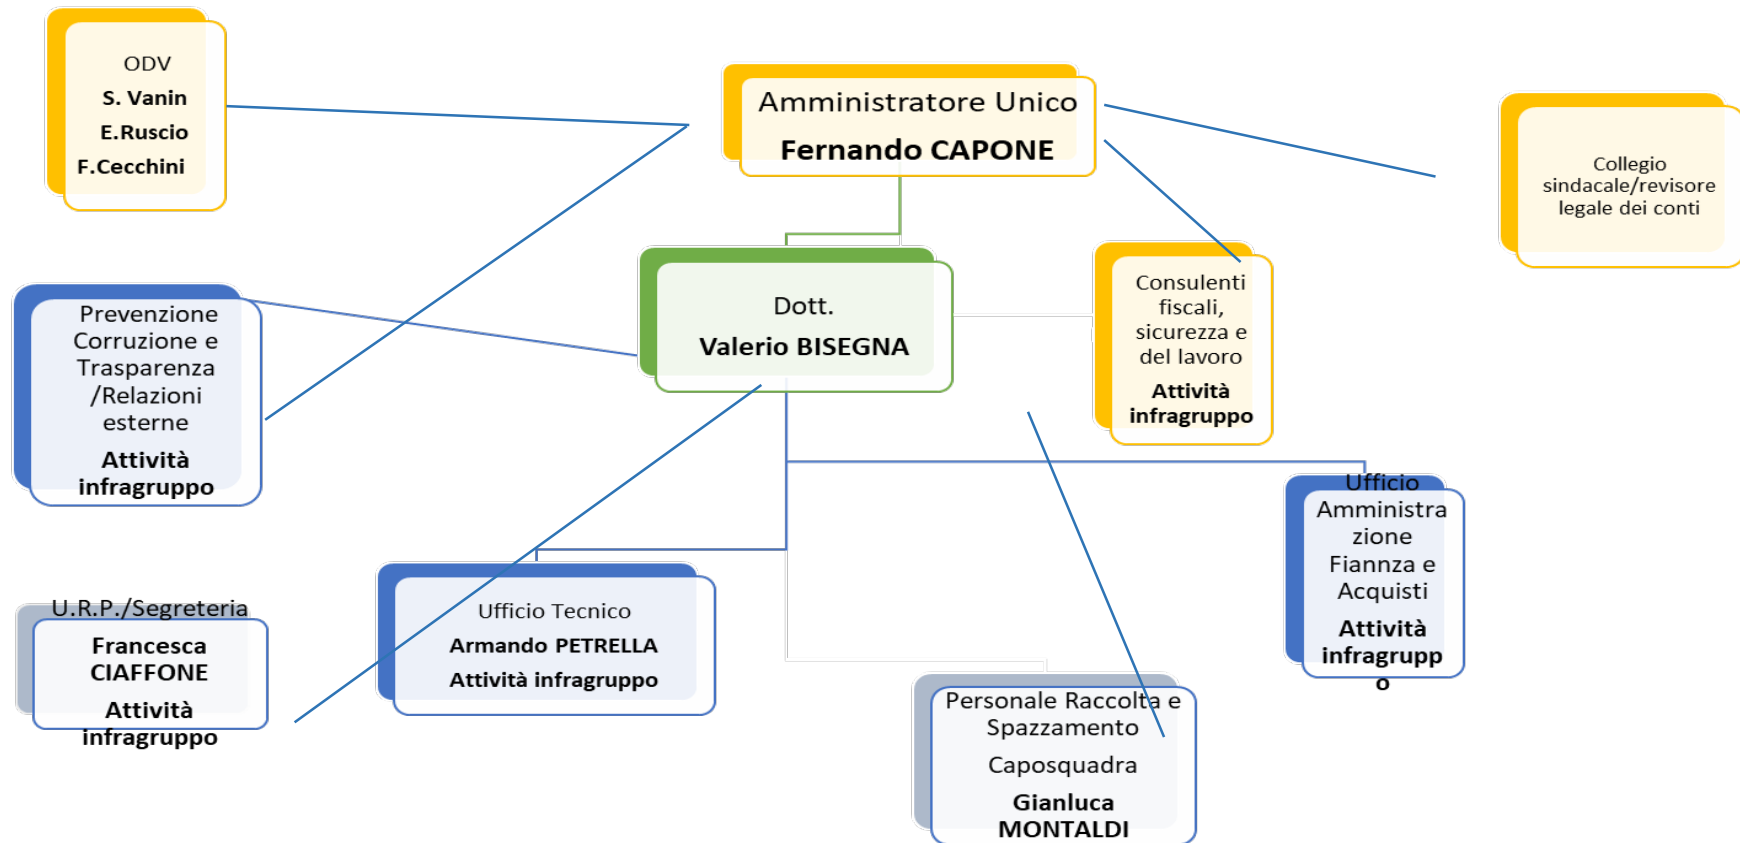 ODV
S. Vanin
E.Ruscio
F.Cecchini
Amministratore Unico
Fernando CAPONE
Collegio
sindacale/revisore
legale dei conti
Prevenzione
Corruzione e
Trasparenza
/Relazioni
esterne
Attività
infragruppo
Dott.
Valerio BISEGNA
Consulenti
fiscali,
sicurezza e
del lavoro
Attività
infragruppo
U.R.P./Segreteria
Francesca
CIAFFONE
Attività
infragruppo
Ufficio Tecnico
Armando PETRELLA
Attività infragruppo
Personale Raccolta e
Spazzamento
Caposquadra
Gianluca
MONTALDI
Ufficio
Amministra
zione
Fiannza e
Acquisti
Attività
infragrupp
o